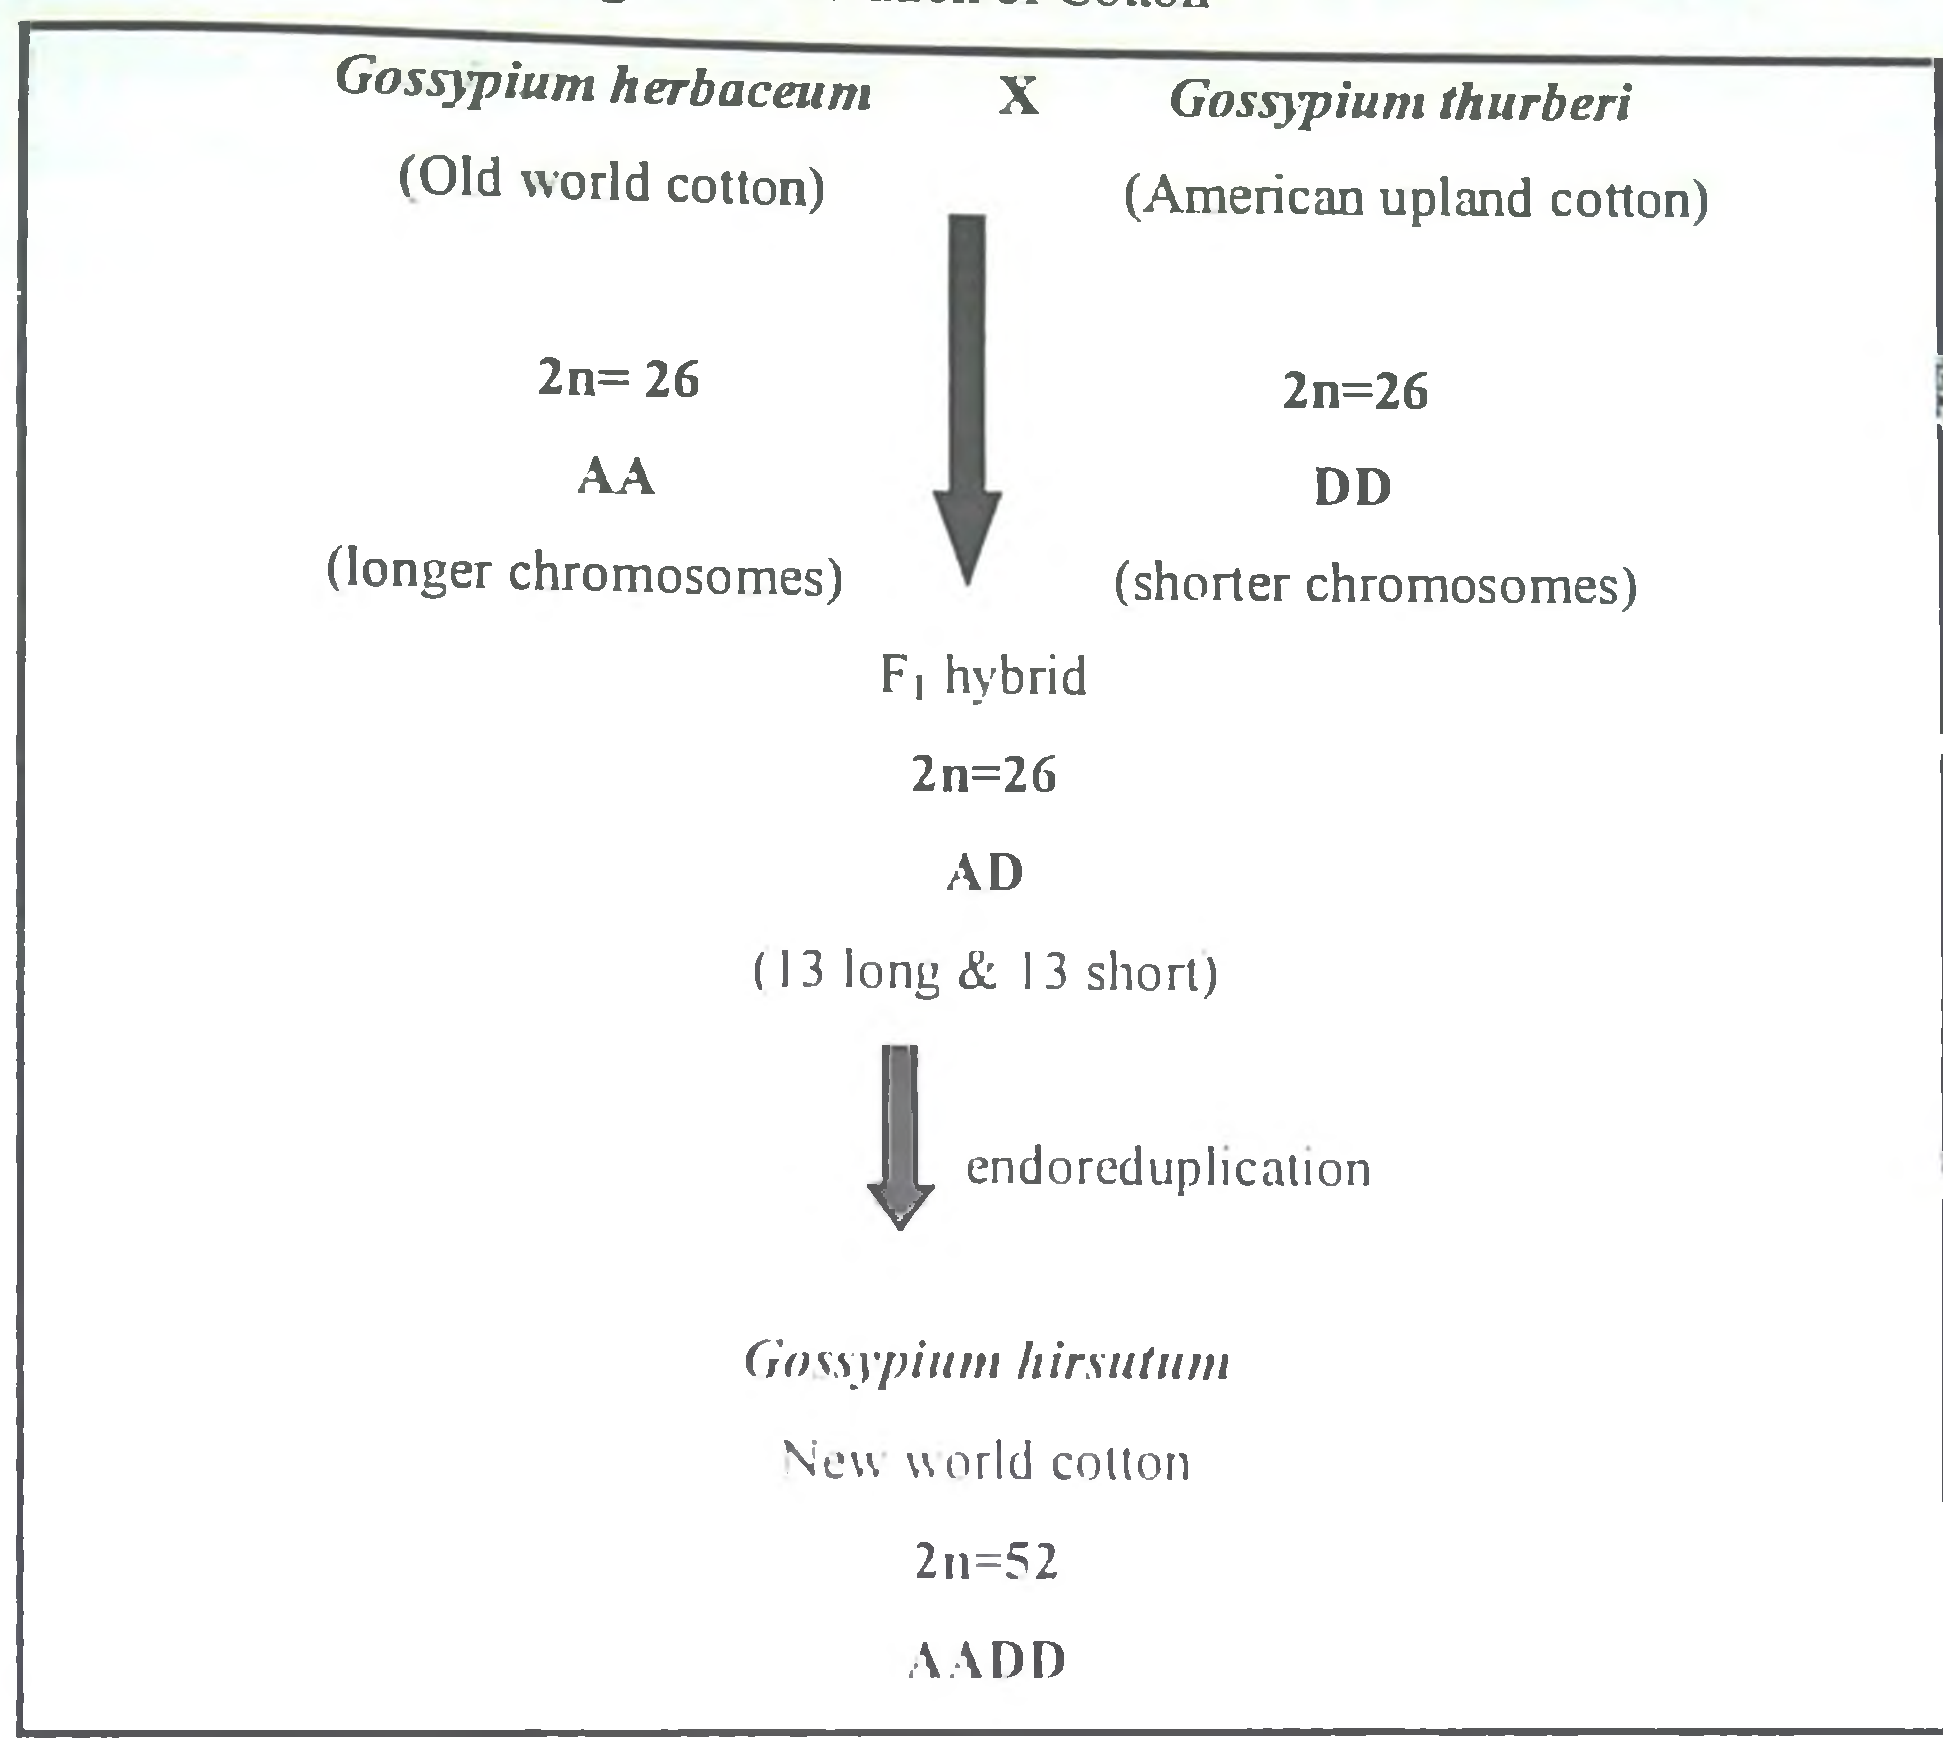 of Cotton
Gossypium herbaceum X Gossypium thurberi
(Old world cotton) (American upland cotton)
2n= 26 2n=26
AA DD
(longer chromosomes) (shorter chromosomes)
F₁ hybrid
2n=26
AD
(13 long & 13 short)
endoreduplication
Gossypium hirsutum
New world cotton
2n=52
AADD